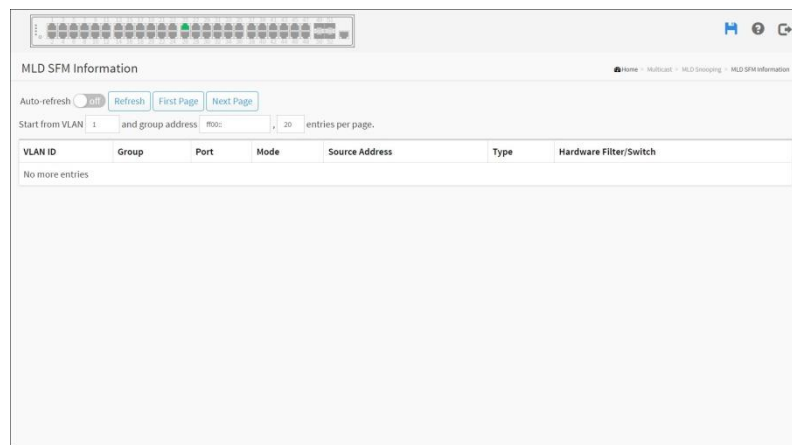 MLD SFM Information
Home > Multicast > MLD Snooping > MLD SFM Information
Auto-refresh off Refresh First Page Next Page
Start from VLAN 1 and group address ff00:: , 20 entries per page.
VLAN ID Group Port Mode Source Address Type Hardware Filter/Switch
No more entries